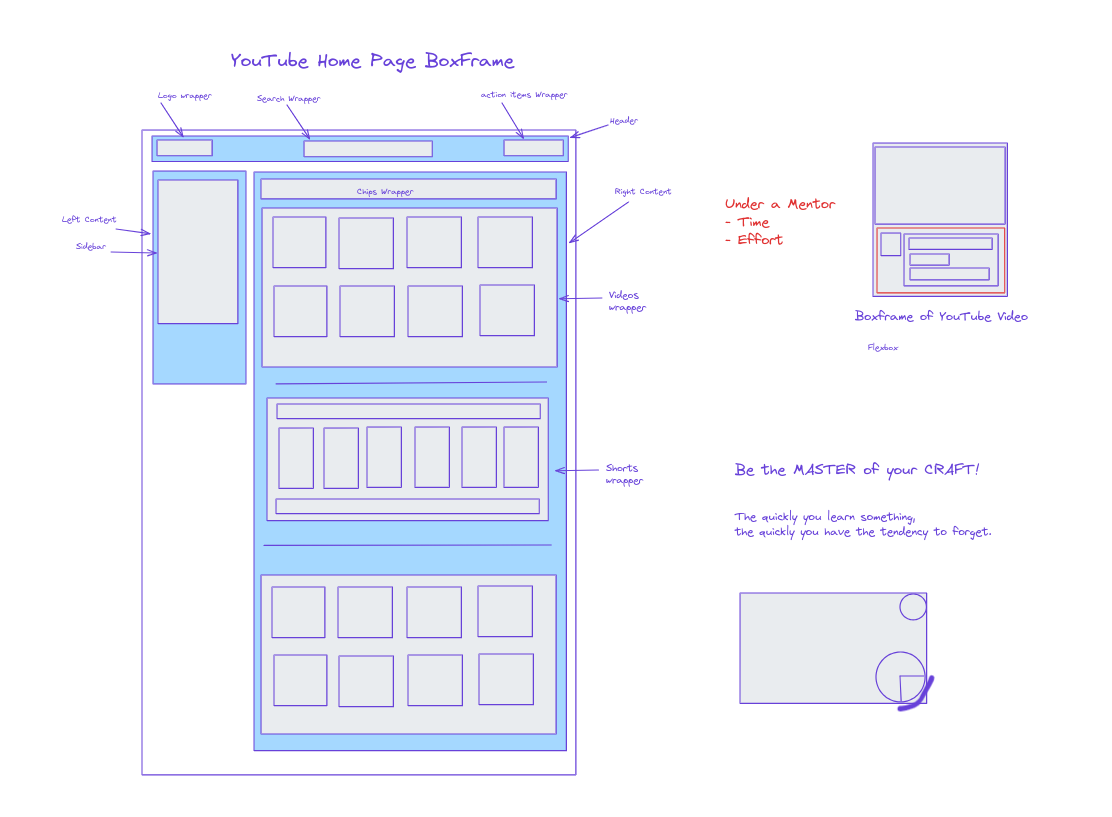 YouTube Home Page BoxFrame
Logo wrapper
Search Wrapper
action items Wrapper
Header
Chips Wrapper
Right Content
Left Content
Sidebar
Videos
wrapper
Shorts
wrapper
Under a Mentor
- Time
- Effort
Boxframe of YouTube Video
Flexbox
Be the MASTER of your CRAFT!
The quickly you learn something,
the quickly you have the tendency to forget.